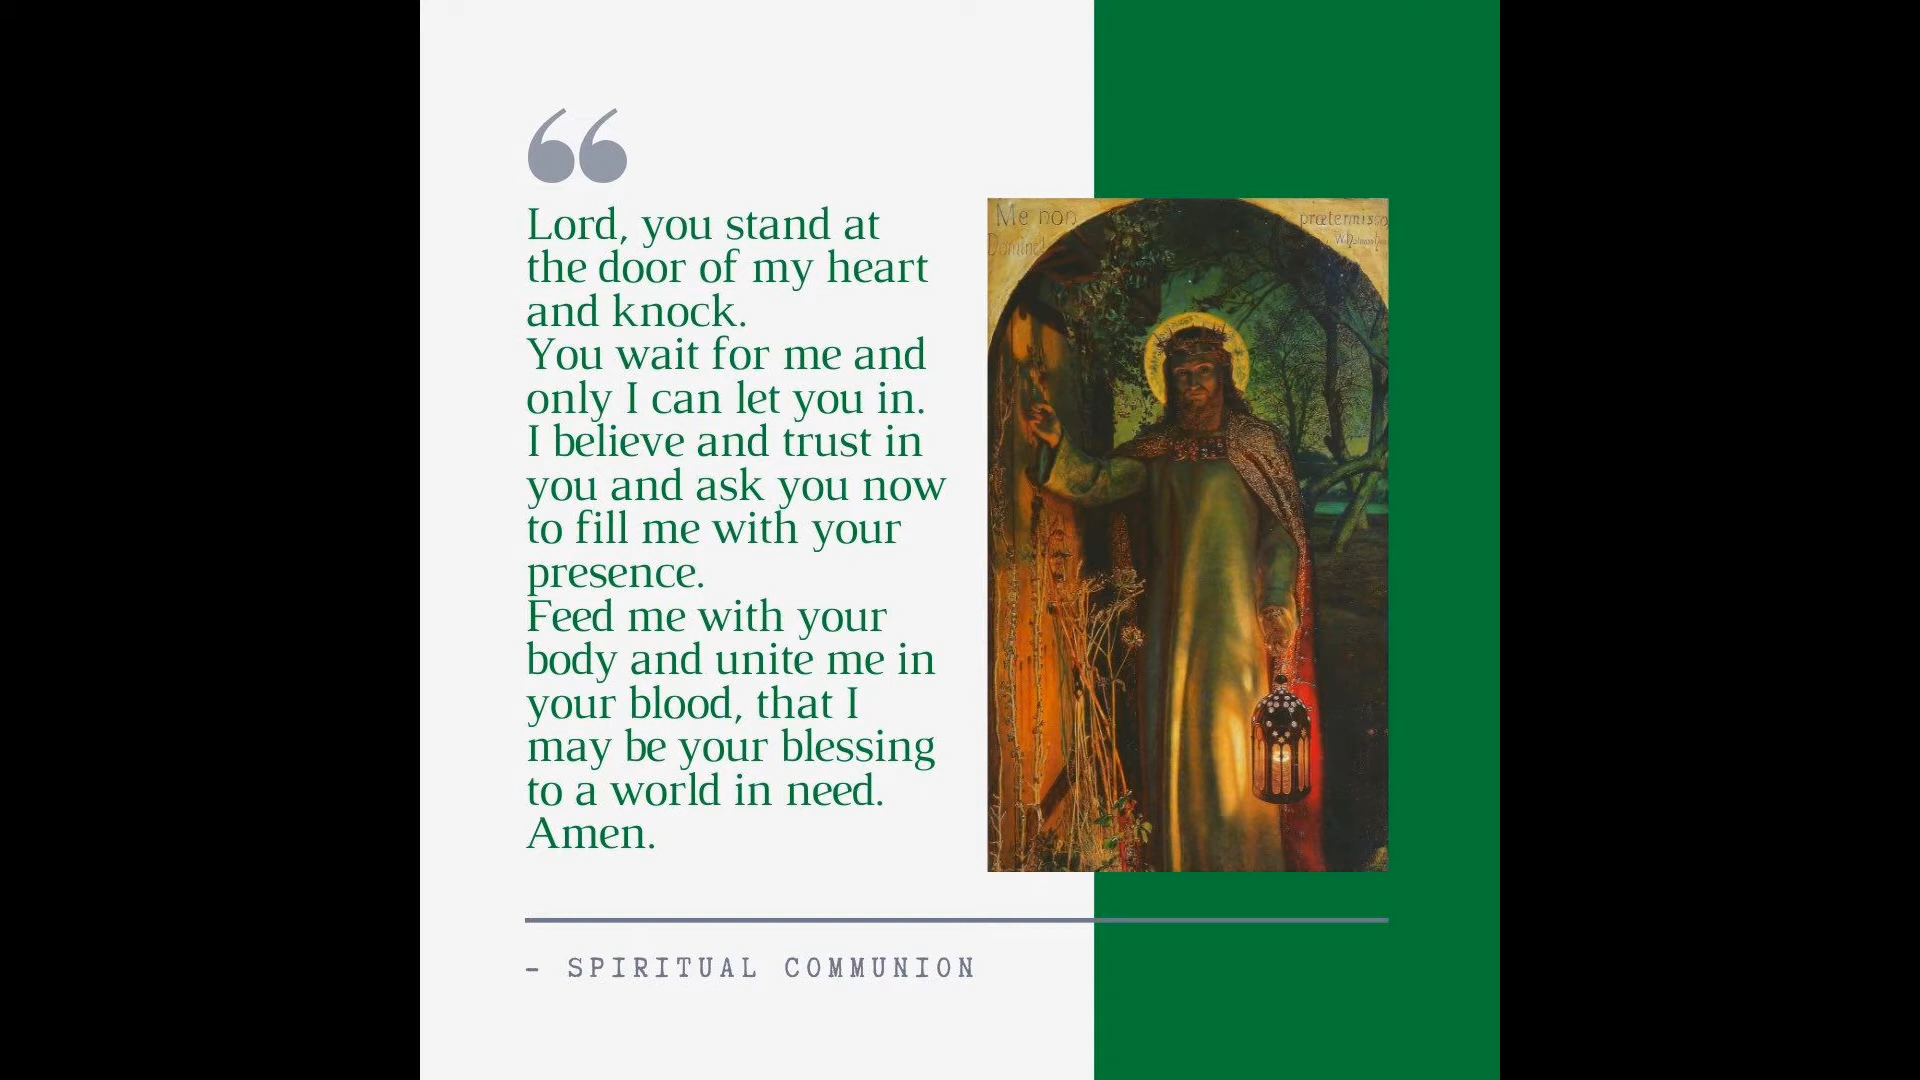 “
Lord, you stand at
the door of my heart
and knock.
You wait for me and
only I can let you in.
I believe and trust in
you and ask you now
to fill me with your
presence.
Feed me with your
body and unite me in
your blood, that I
may be your blessing
to a world in need.
Amen.
Me non prætermisso
Domine!
- SPIRITUAL COMMUNION